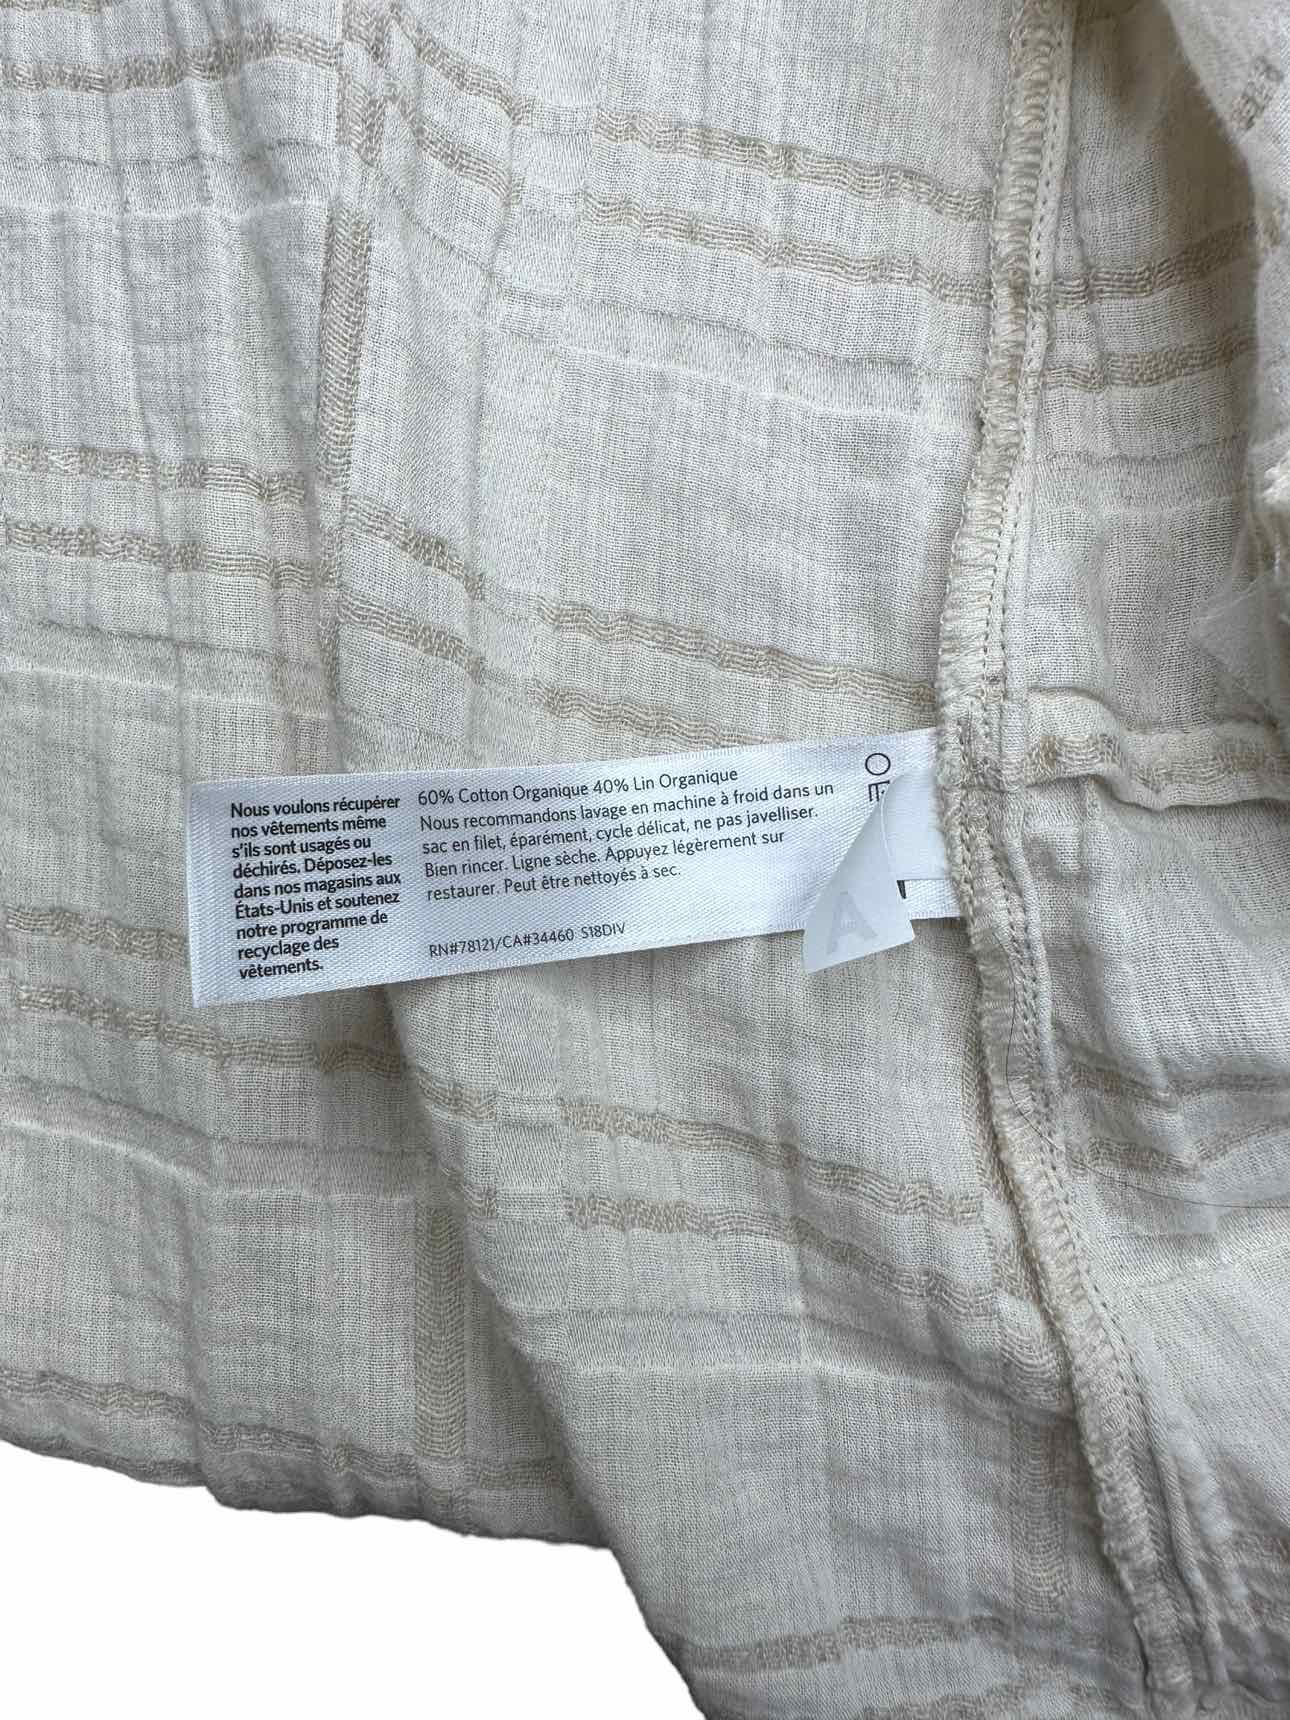 Nous voulons récupérer
nos vêtements même
s'ils sont usagés ou
déchirés. Déposez-les
dans nos magasins aux
États-Unis et soutenez
notre programme de
recyclage des
vêtements.
60% Cotton Organique 40% Lin Organique
Nous recommandons lavage en machine à froid dans un
sac en filet, éparément, cycle délicat, ne pas javelliser.
Bien rincer. Ligne sèche. Appuyez légèrement sur
restaurer. Peut être nettoyés à sec.
RN#78121/CA#34460 S18DIV
A